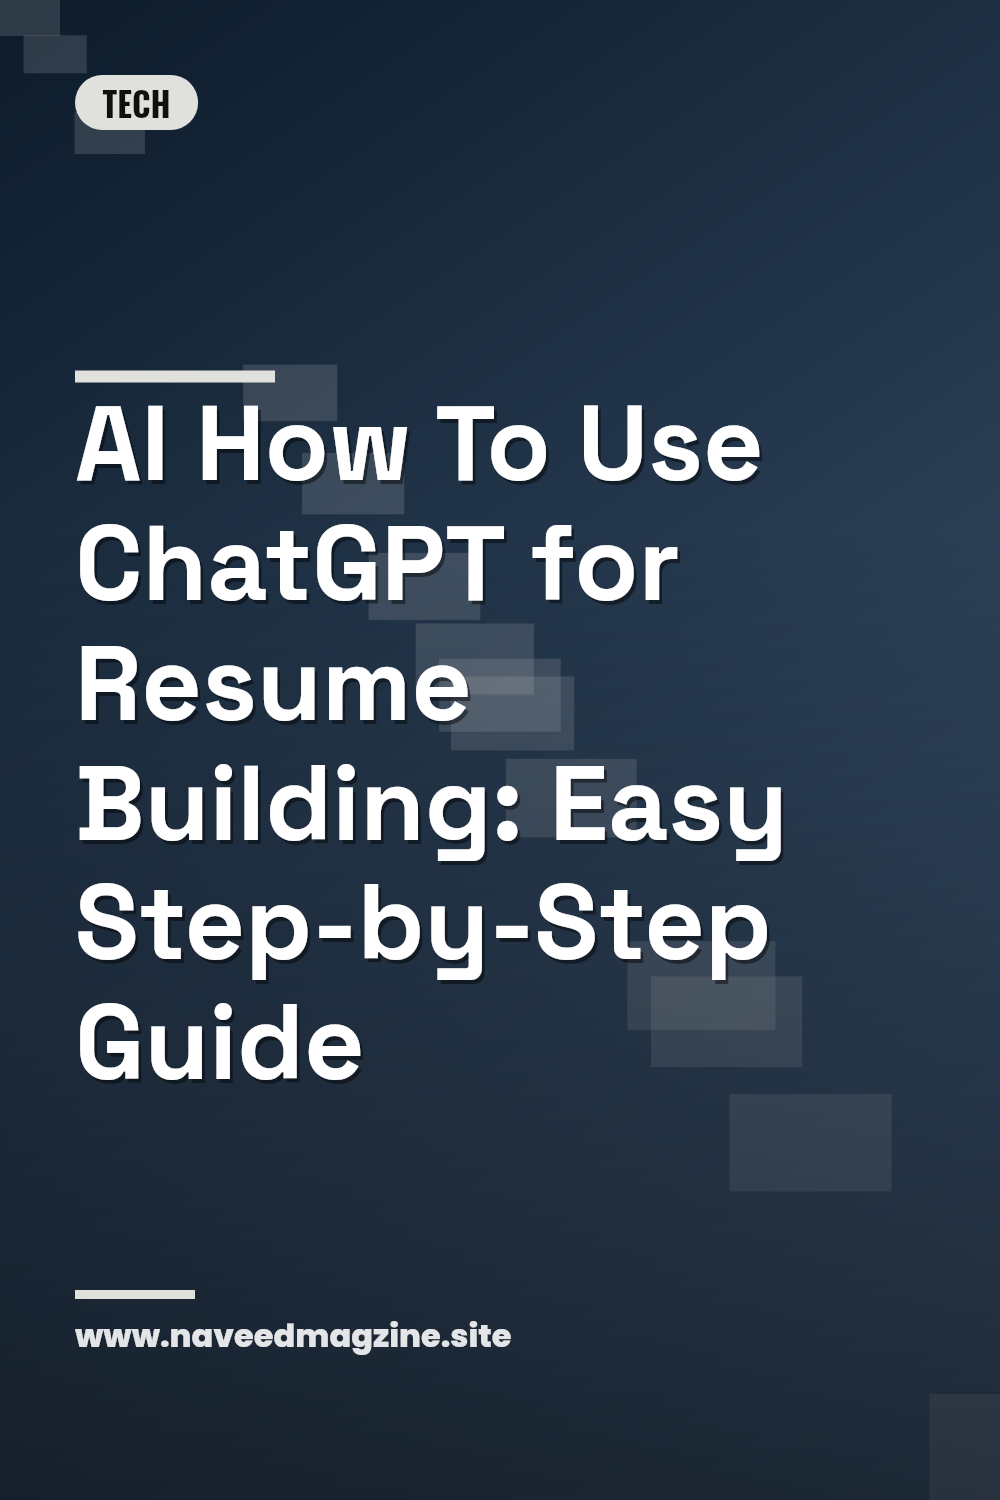 TECH
AI How To Use
ChatGPT for
Resume
Building: Easy
Step-by-Step
Guide
www.naveedmagzine.site